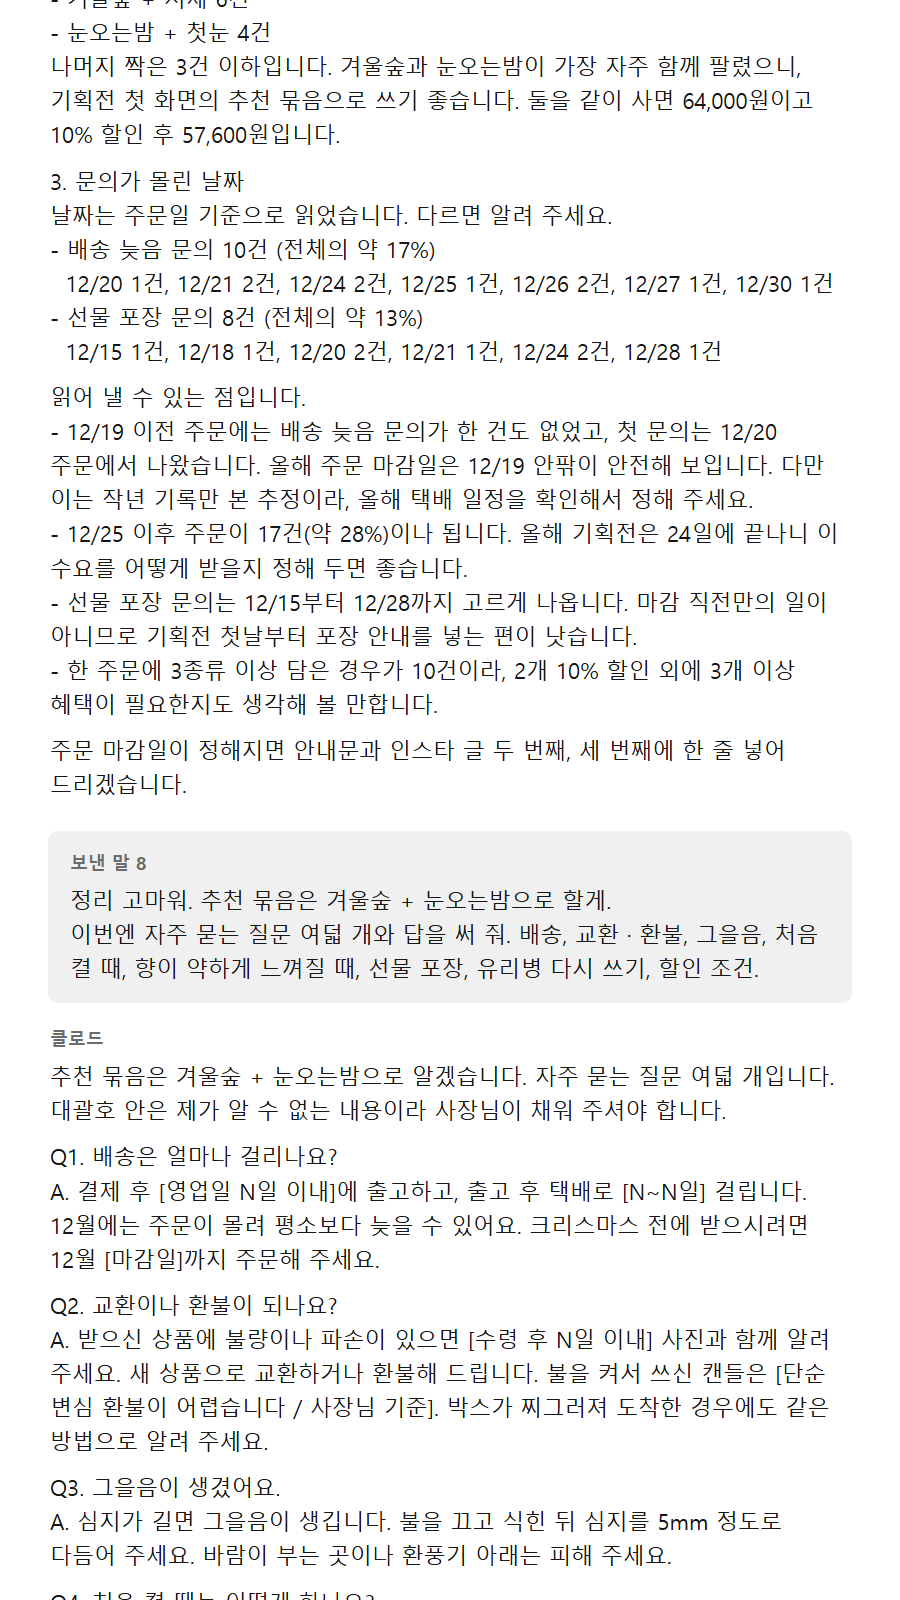 - 겨울숲 + 서재 6건
- 눈오는밤 + 첫눈 4건
나머지 짝은 3건 이하입니다. 겨울숲과 눈오는밤이 가장 자주 함께 팔렸으니,
기획전 첫 화면의 추천 묶음으로 쓰기 좋습니다. 둘을 같이 사면 64,000원이고
10% 할인 후 57,600원입니다.
3. 문의가 몰린 날짜
날짜는 주문일 기준으로 읽었습니다. 다르면 알려 주세요.
- 배송 늦음 문의 10건 (전체의 약 17%)
12/20 1건, 12/21 2건, 12/24 2건, 12/25 1건, 12/26 2건, 12/27 1건, 12/30 1건
- 선물 포장 문의 8건 (전체의 약 13%)
12/15 1건, 12/18 1건, 12/20 2건, 12/21 1건, 12/24 2건, 12/28 1건
읽어 낼 수 있는 점입니다.
- 12/19 이전 주문에는 배송 늦음 문의가 한 건도 없었고, 첫 문의는 12/20
주문에서 나왔습니다. 올해 주문 마감일은 12/19 안팎이 안전해 보입니다. 다만
이는 작년 기록만 본 추정이라, 올해 택배 일정을 확인해서 정해 주세요.
- 12/25 이후 주문이 17건(약 28%)이나 됩니다. 올해 기획전은 24일에 끝나니 이
수요를 어떻게 받을지 정해 두면 좋습니다.
- 선물 포장 문의는 12/15부터 12/28까지 고르게 나옵니다. 마감 직전만의 일이
아니므로 기획전 첫날부터 포장 안내를 넣는 편이 낫습니다.
- 한 주문에 3종류 이상 담은 경우가 10건이라, 2개 10% 할인 외에 3개 이상
혜택이 필요한지도 생각해 볼 만합니다.
주문 마감일이 정해지면 안내문과 인스타 글 두 번째, 세 번째에 한 줄 넣어
드리겠습니다.
보낸 말 8
정리 고마워. 추천 묶음은 겨울숲 + 눈오는밤으로 할게.
이번엔 자주 묻는 질문 여덟 개와 답을 써 줘. 배송, 교환 · 환불, 그을음, 처음
켤 때, 향이 약하게 느껴질 때, 선물 포장, 유리병 다시 쓰기, 할인 조건.
클로드
추천 묶음은 겨울숲 + 눈오는밤으로 알겠습니다. 자주 묻는 질문 여덟 개입니다.
대괄호 안은 제가 알 수 없는 내용이라 사장님이 채워 주셔야 합니다.
Q1. 배송은 얼마나 걸리나요?
A. 결제 후 [영업일 N일 이내]에 출고하고, 출고 후 택배로 [N~N일] 걸립니다.
12월에는 주문이 몰려 평소보다 늦을 수 있어요. 크리스마스 전에 받으시려면
12월 [마감일]까지 주문해 주세요.
Q2. 교환이나 환불이 되나요?
A. 받으신 상품에 불량이나 파손이 있으면 [수령 후 N일 이내] 사진과 함께 알려
주세요. 새 상품으로 교환하거나 환불해 드립니다. 불을 켜서 쓰신 캔들은 [단순
변심 환불이 어렵습니다 / 사장님 기준]. 박스가 찌그러져 도착한 경우에도 같은
방법으로 알려 주세요.
Q3. 그을음이 생겼어요.
A. 심지가 길면 그을음이 생깁니다. 불을 끄고 식힌 뒤 심지를 5mm 정도로
다듬어 주세요. 바람이 부는 곳이나 환풍기 아래는 피해 주세요.
Q4. 처음 켤 때는 어떻게 하나요?